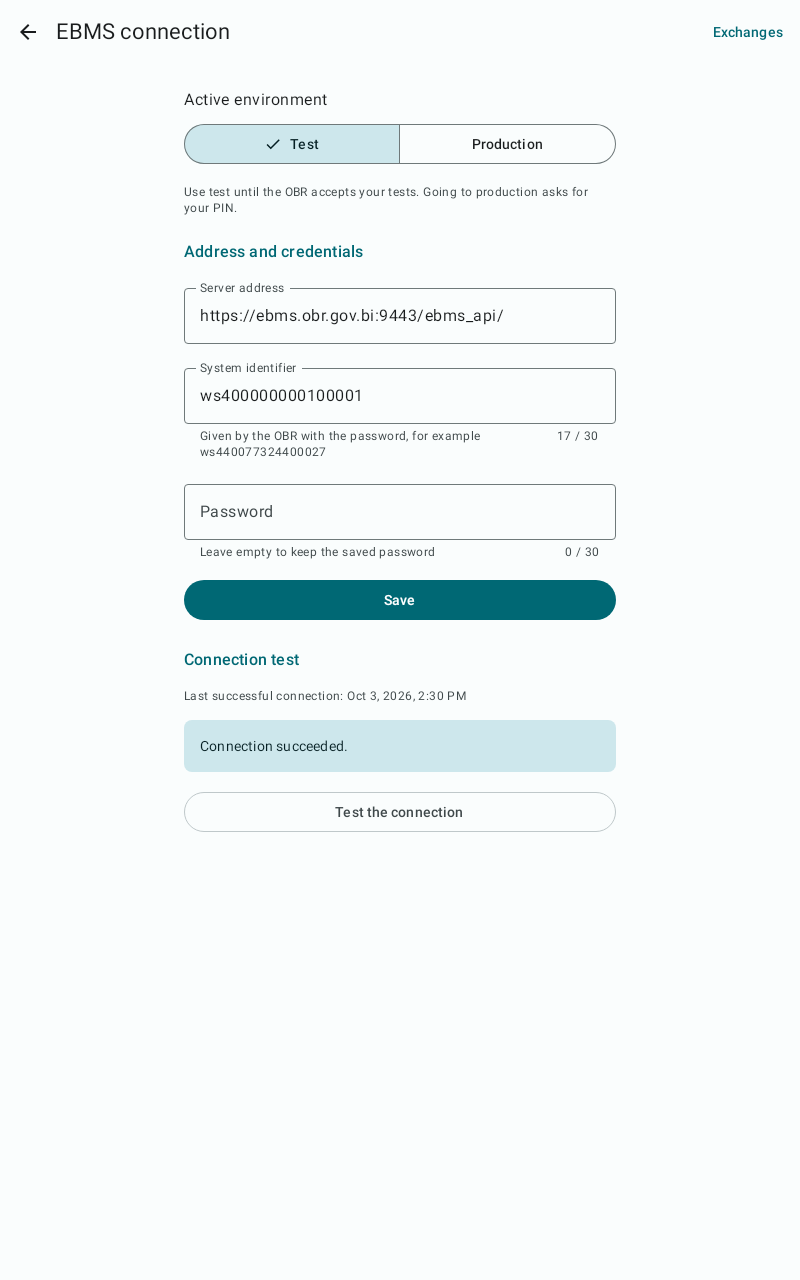 EBMS connection
Exchanges
Active environment
Test
Production
Use test until the OBR accepts your tests. Going to production asks for
your PIN.
Address and credentials
Server address
https://ebms.obr.gov.bi:9443/ebms_api/
System identifier
ws400000000100001
Given by the OBR with the password, for example
ws440077324400027
17 / 30
Password
Leave empty to keep the saved password
0 / 30
Save
Connection test
Last successful connection: Oct 3, 2026, 2:30 PM
Connection succeeded.
Test the connection